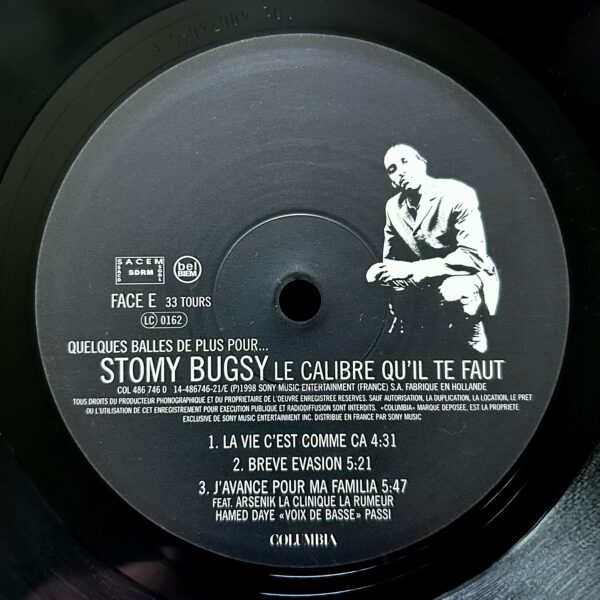 SACEM
SACD
SDRM
SGDL
bel
BIEM
FACE E 33 TOURS
LC 0162
QUELQUES BALLES DE PLUS POUR...
STOMY BUGSY LE CALIBRE QU'IL TE FAUT
COL 486 746 0 14-486746-21/E (P)1998 SONY MUSIC ENTERTAINMENT (FRANCE) S.A. FABRIQUE EN HOLLANDE
TOUS DROITS DU PRODUCTEUR PHONOGRAPHIQUE ET DU PROPRIETAIRE DE L'OEUVRE ENREGISTREE RESERVES. SAUF AUTORISATION, LA DUPLICATION, LA LOCATION, LE PRET
OU L'UTILISATION DE CET ENREGISTREMENT POUR EXECUTION PUBLIQUE ET RADIODIFFUSION SONT INTERDITS. «COLUMBIA» MARQUE DEPOSEE, EST LA PROPRIETE
EXCLUSIVE DE SONY MUSIC ENTERTAINMENT INC. DISTRIBUE EN FRANCE PAR SONY MUSIC
1. LA VIE C'EST COMME CA 4:31
2. BREVE EVASION 5:21
3. J'AVANCE POUR MA FAMILIA 5:47
FEAT. ARSENIK LA CLINIQUE LA RUMEUR
HAMED DAYE «VOIX DE BASSE» PASSI
COLUMBIA